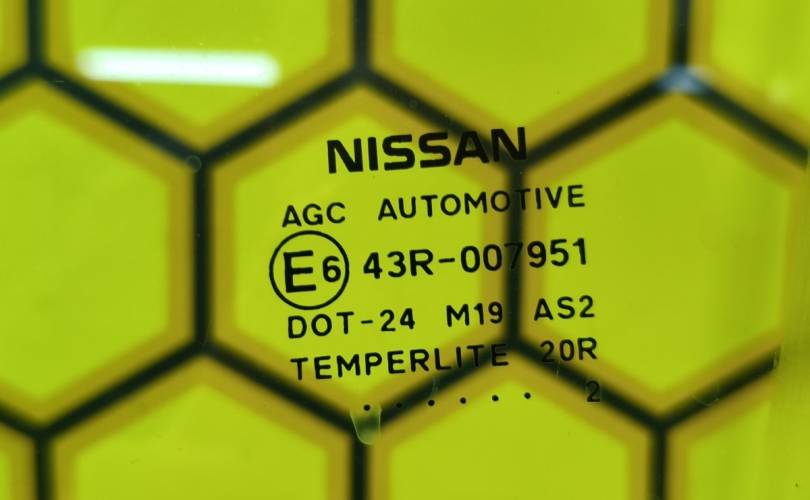 NISSAN
AGC AUTOMOTIVE
E6 43R-007951
DOT-24 M19 AS2
TEMPERLITE 20R
. . . . . . 2